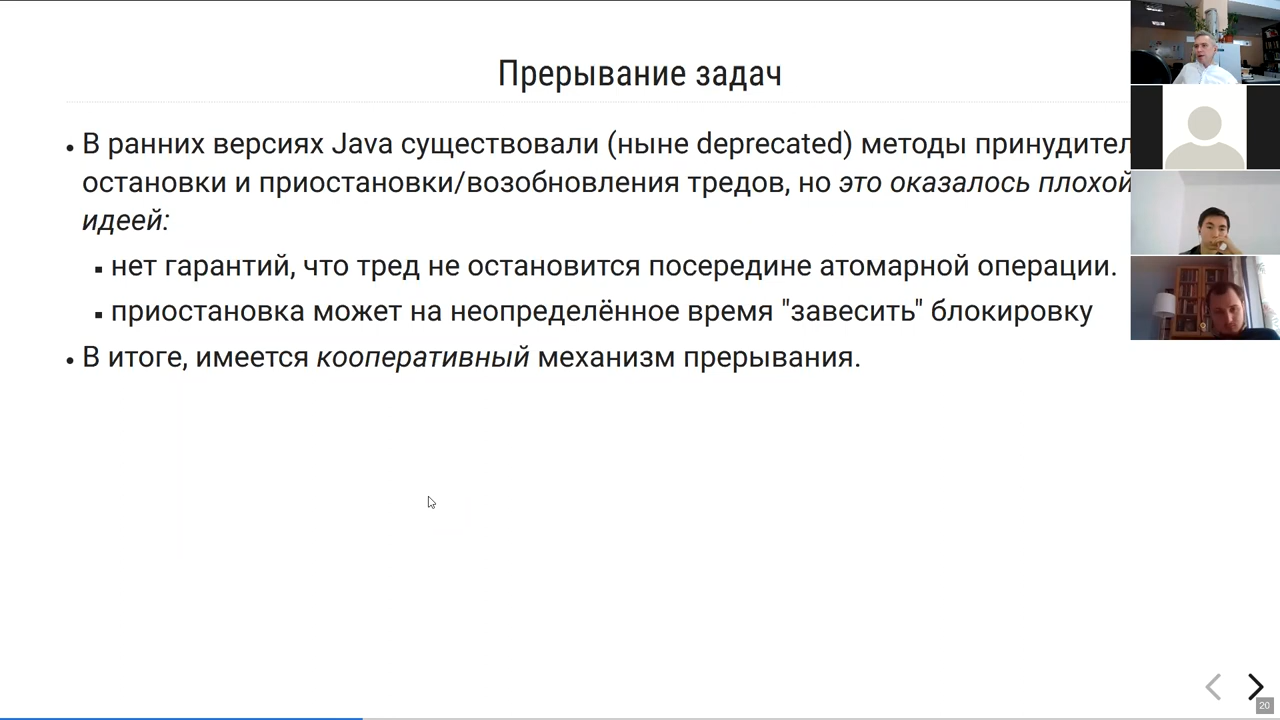 Прерывание задач
В ранних версиях Java существовали (ныне deprecated) методы принудител
остановки и приостановки/возобновления тредов, но это оказалось плохой
идеей:
нет гарантий, что тред не остановится посередине атомарной операции.
приостановка может на неопределённое время "завесить" блокировку
В итоге, имеется кооперативный механизм прерывания.
20